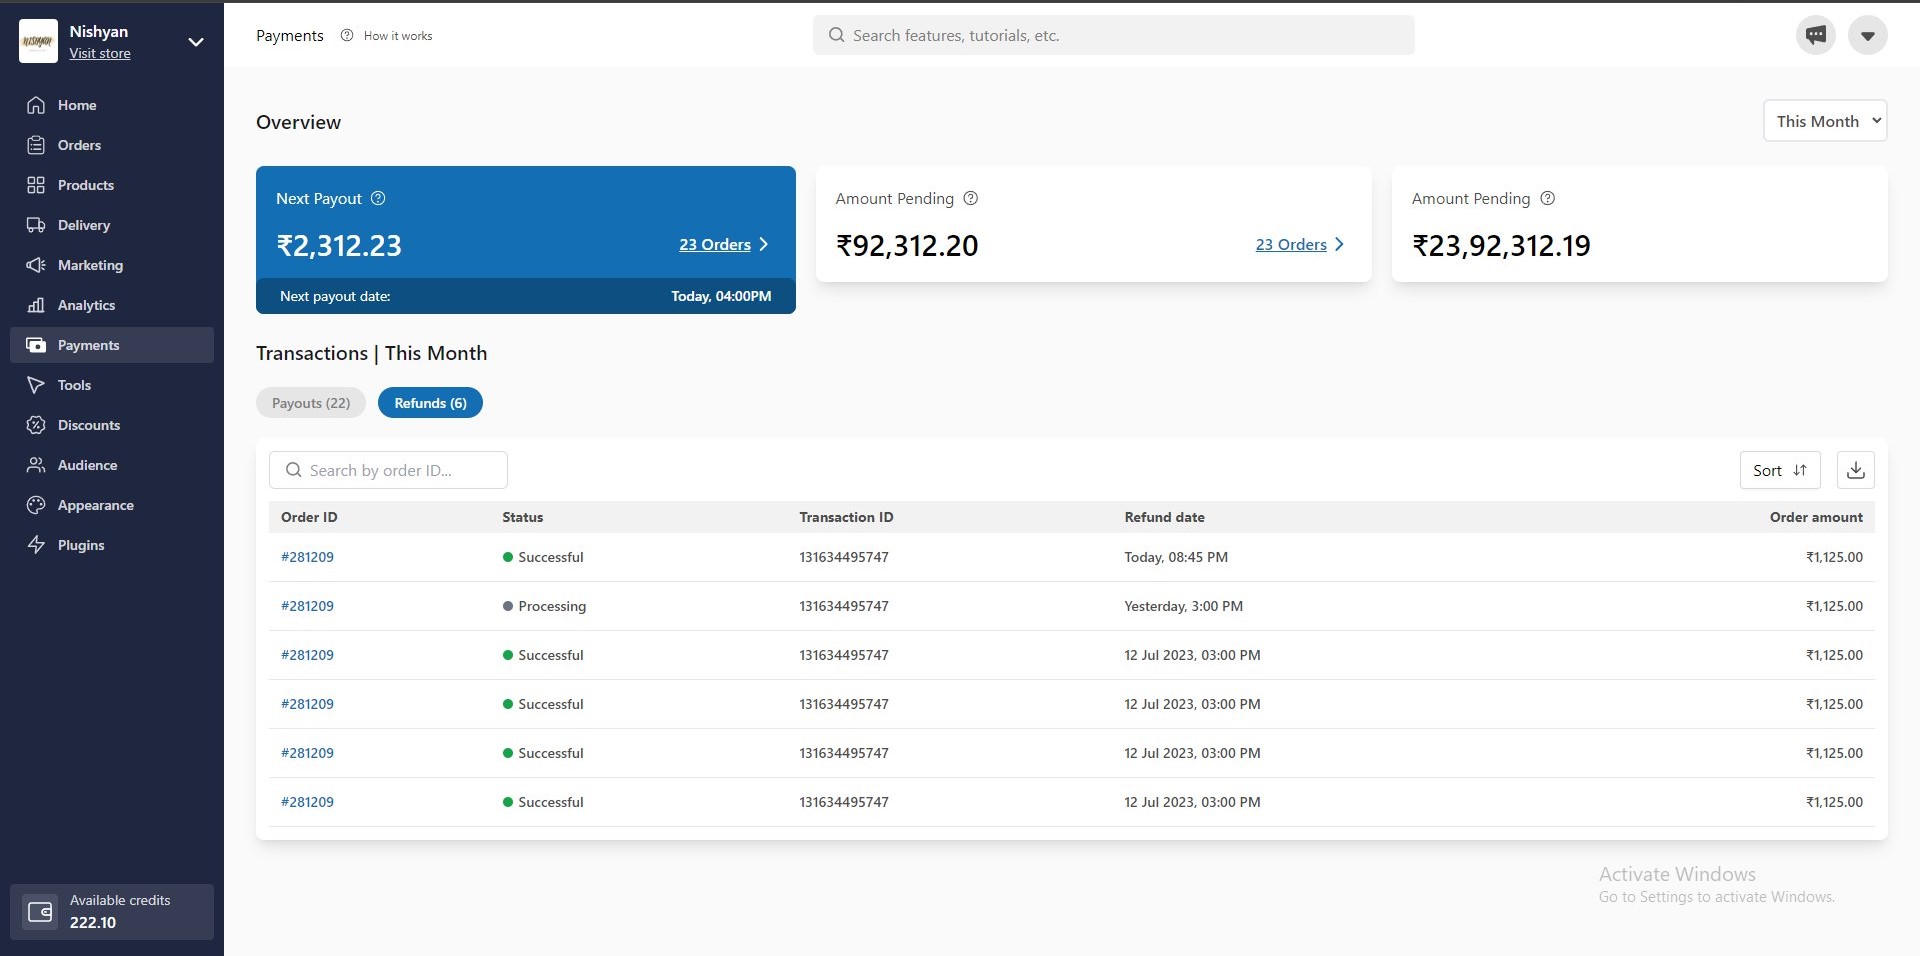 NISHYAN
Nishyan
Visit store
Home
Orders
Products
Delivery
Marketing
Analytics
Payments
Tools
Discounts
Audience
Appearance
Plugins
Available credits
222.10
Payments How it works
Search features, tutorials, etc.
Overview
This Month
Next Payout
₹2,312.23
23 Orders
Next payout date: Today, 04:00PM
Amount Pending
₹92,312.20
23 Orders
Amount Pending
₹23,92,312.19
Transactions | This Month
Payouts (22) Refunds (6)
Search by order ID...
Sort
Order ID Status Transaction ID Refund date Order amount
#281209 Successful 131634495747 Today, 08:45 PM ₹1,125.00
#281209 Processing 131634495747 Yesterday, 3:00 PM ₹1,125.00
#281209 Successful 131634495747 12 Jul 2023, 03:00 PM ₹1,125.00
#281209 Successful 131634495747 12 Jul 2023, 03:00 PM ₹1,125.00
#281209 Successful 131634495747 12 Jul 2023, 03:00 PM ₹1,125.00
#281209 Successful 131634495747 12 Jul 2023, 03:00 PM ₹1,125.00
Activate Windows
Go to Settings to activate Windows.